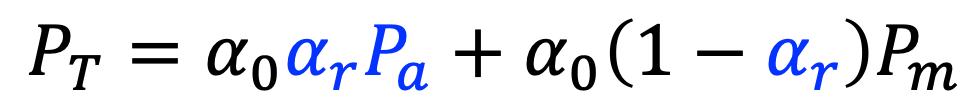 𝑃_𝑇 = 𝛼_0𝛼_𝑟𝑃_𝑎 + 𝛼_0(1 − 𝛼_𝑟)𝑃_𝑚